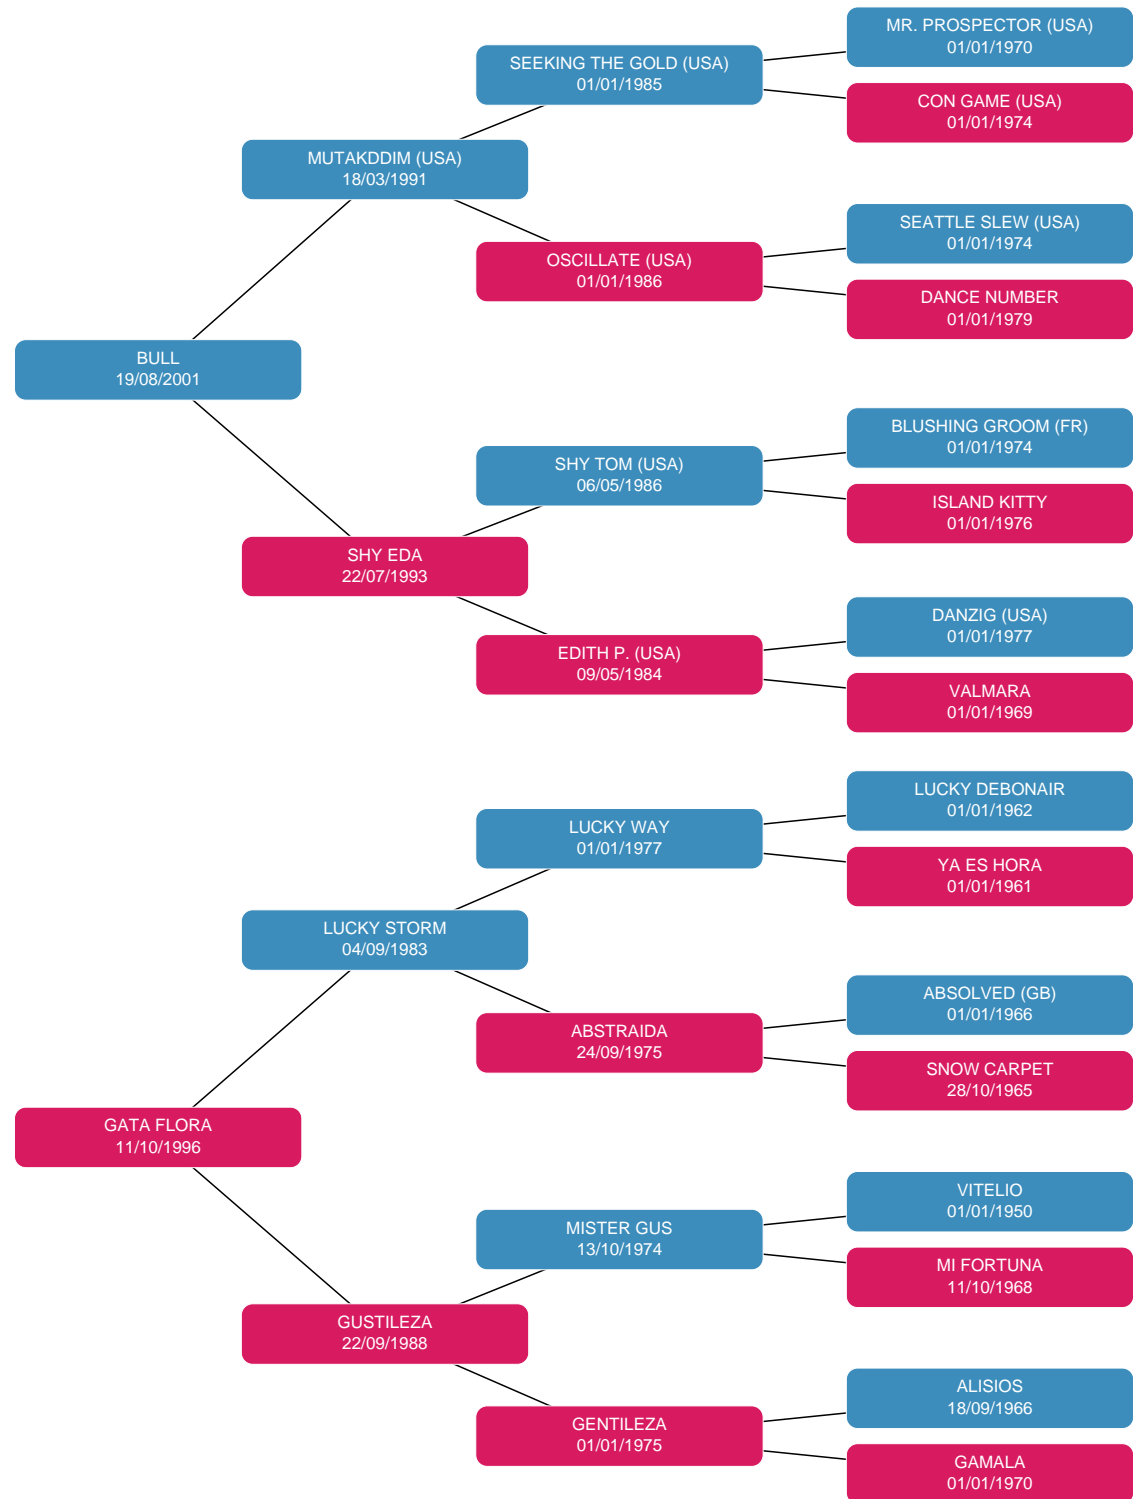 MR. PROSPECTOR (USA)
01/01/1970
SEEKING THE GOLD (USA)
01/01/1985
CON GAME (USA)
01/01/1974
MUTAKDDIM (USA)
18/03/1991
SEATTLE SLEW (USA)
01/01/1974
OSCILLATE (USA)
01/01/1986
DANCE NUMBER
01/01/1979
BULL
19/08/2001
BLUSHING GROOM (FR)
01/01/1974
SHY TOM (USA)
06/05/1986
ISLAND KITTY
01/01/1976
SHY EDA
22/07/1993
DANZIG (USA)
01/01/1977
EDITH P. (USA)
09/05/1984
VALMARA
01/01/1969
LUCKY DEBONAIR
01/01/1962
LUCKY WAY
01/01/1977
YA ES HORA
01/01/1961
LUCKY STORM
04/09/1983
ABSOLVED (GB)
01/01/1966
ABSTRAIDA
24/09/1975
SNOW CARPET
28/10/1965
GATA FLORA
11/10/1996
VITELIO
01/01/1950
MISTER GUS
13/10/1974
MI FORTUNA
11/10/1968
GUSTILEZA
22/09/1988
ALISIOS
18/09/1966
GENTILEZA
01/01/1975
GAMALA
01/01/1970